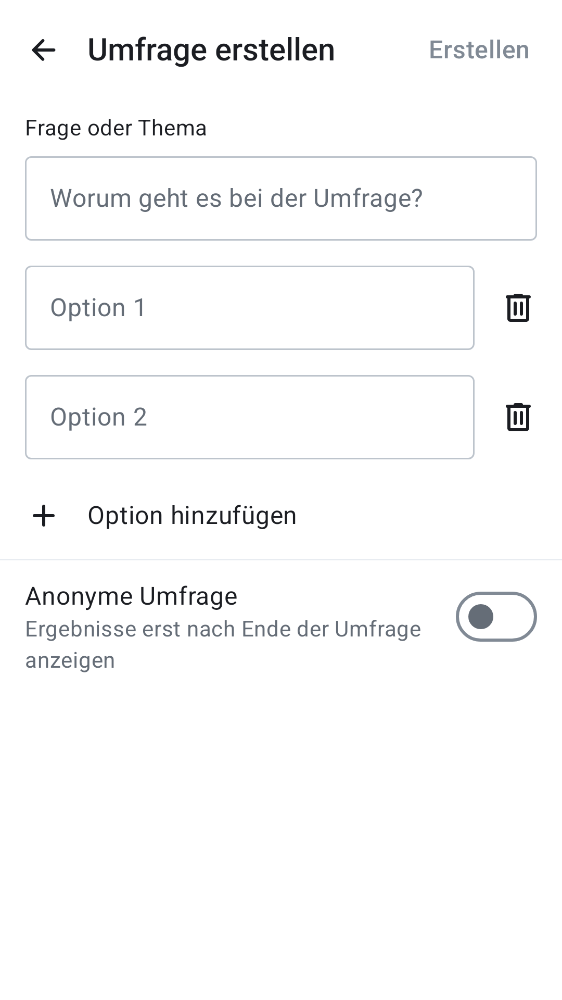 Umfrage erstellen
Erstellen
Frage oder Thema
Worum geht es bei der Umfrage?
Option 1
Option 2
Option hinzufügen
Anonyme Umfrage
Ergebnisse erst nach Ende der Umfrage
anzeigen